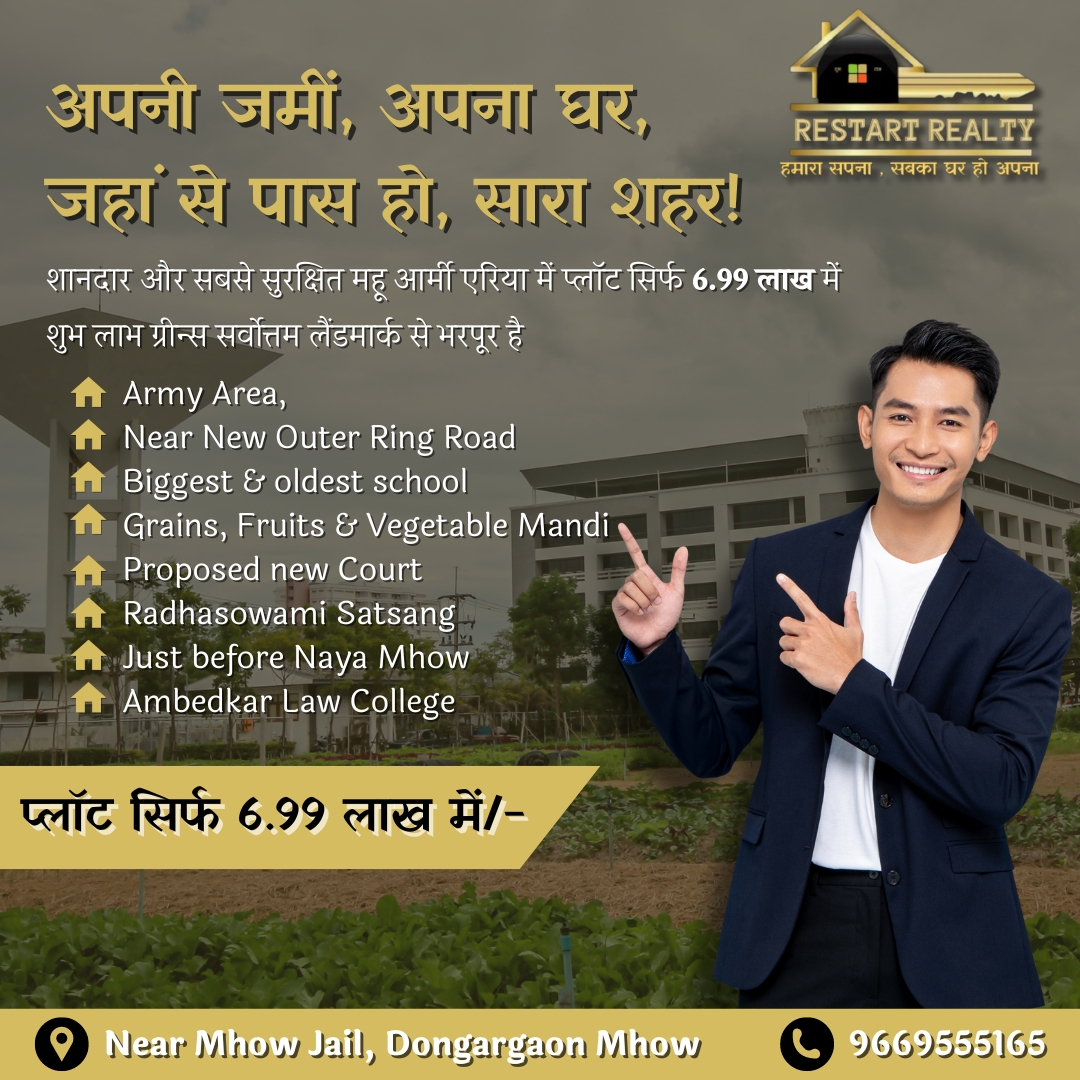 अपनी जमीं, अपना घर,
जहां से पास हो, सारा शहर!
RESTART REALTY
हमारा सपना , सबका घर हो अपना
शानदार और सबसे सुरक्षित महू आर्मी एरिया में प्लॉट सिर्फ 6.99 लाख में
शुभ लाभ ग्रीन्स सर्वोत्तम लैंडमार्क से भरपूर है
Army Area,
Near New Outer Ring Road
Biggest & oldest school
Grains, Fruits & Vegetable Mandi
Proposed new Court
Radhasowami Satsang
Just before Naya Mhow
Ambedkar Law College
प्लॉट सिर्फ 6.99 लाख में/-
Near Mhow Jail, Dongargaon Mhow
9669555165